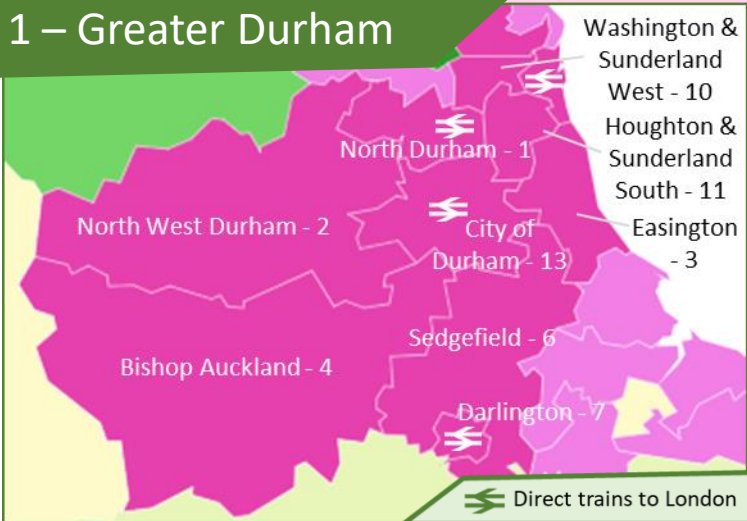 1 – Greater Durham
Washington &
Sunderland
West - 10
North Durham - 1
Houghton &
Sunderland
South - 11
North West Durham - 2
City of
Durham - 13
Easington
- 3
Sedgefield - 6
Bishop Auckland - 4
Darlington - 7
Direct trains to London